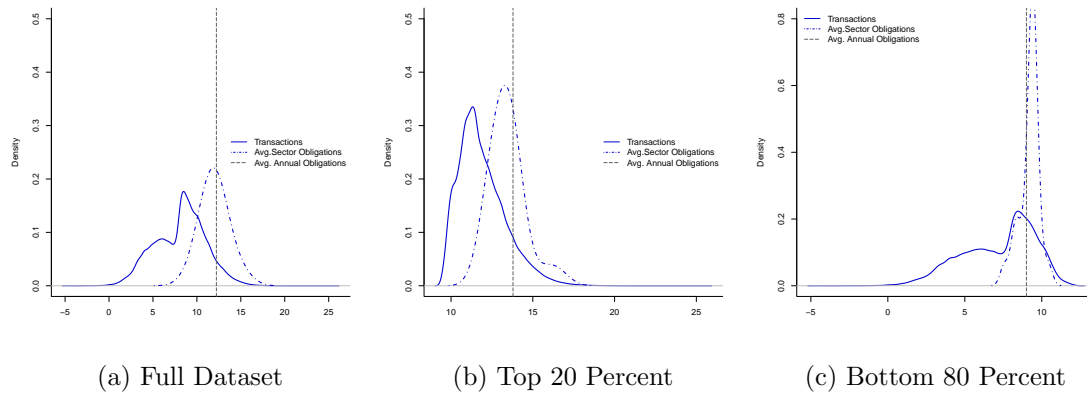 0.5
0.4
0.3
0.2
0.1
0.0
Density
Transactions
Avg.Sector Obligations
Avg. Annual Obligations
-5 0 5 10 15 20 25
(a) Full Dataset
0.5
0.4
0.3
0.2
0.1
0.0
Density
Transactions
Avg.Sector Obligations
Avg. Annual Obligations
10 15 20 25
(b) Top 20 Percent
0.8
0.6
0.4
0.2
0.0
Density
Transactions
Avg.Sector Obligations
Avg. Annual Obligations
-5 0 5 10
(c) Bottom 80 Percent